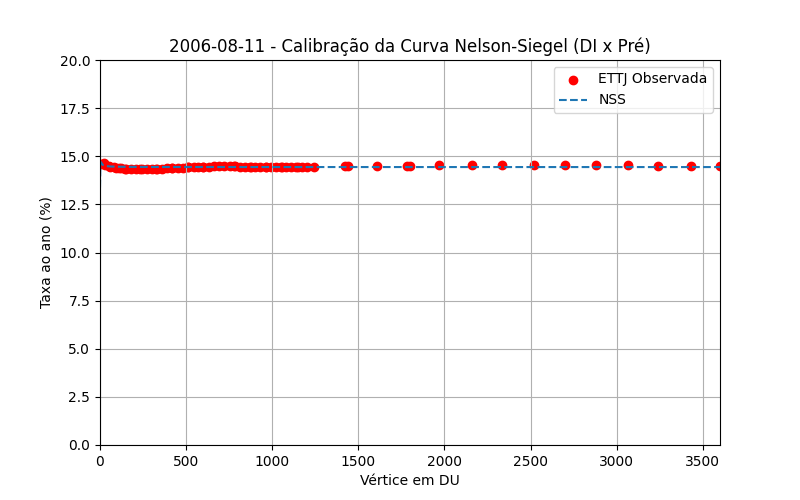 2006-08-11 - Calibração da Curva Nelson-Siegel (DI x Pré)
ETTJ Observada
NSS
Taxa ao ano (%)
20.0
17.5
15.0
12.5
10.0
7.5
5.0
2.5
0.0
0 500 1000 1500 2000 2500 3000 3500
Vértice em DU